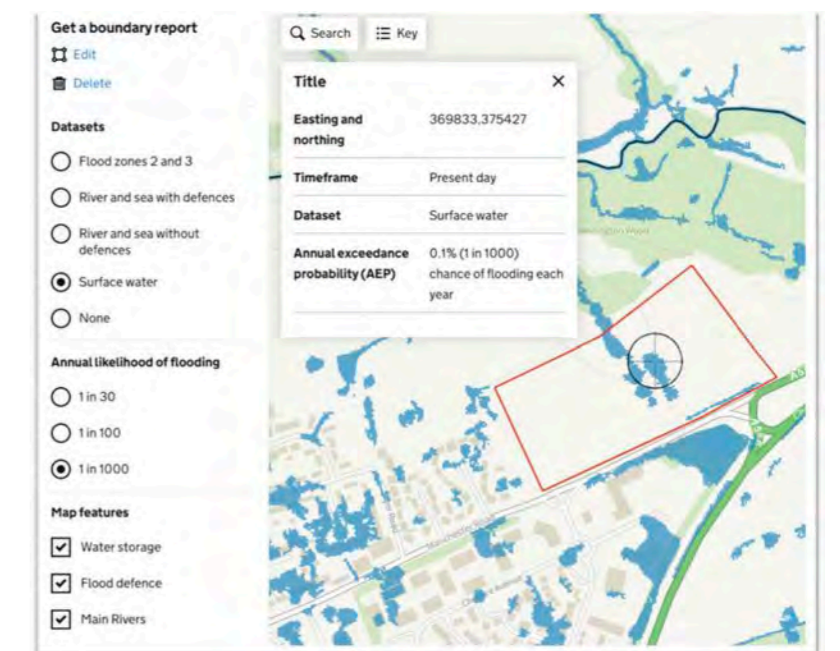 Get a boundary report
Edit
Delete
Datasets
Flood zones 2 and 3
River and sea with defences
River and sea without
defences
Surface water
None
Annual likelihood of flooding
1 in 30
1 in 100
1 in 1000
Map features
Water storage
Flood defence
Main Rivers
Search
Key
Title
Easting and
northing
369833,375427
Timeframe
Present day
Dataset
Surface water
Annual exceedance
probability (AEP)
0.1% (1 in 1000)
chance of flooding each
year
Wood
Manchester
Avenue